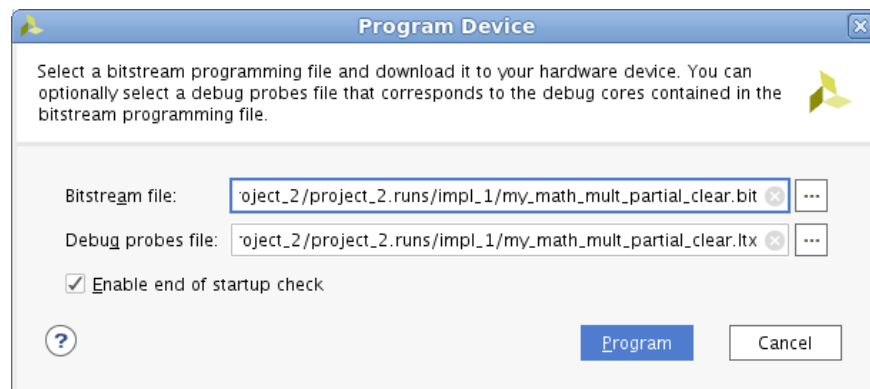 Program Device
Select a bitstream programming file and download it to your hardware device. You can
optionally select a debug probes file that corresponds to the debug cores contained in the
bitstream programming file.
Bitstream file: roject_2/project_2.runs/impl_1/my_math_mult_partial_clear.bit ...
Debug probes file: roject_2/project_2.runs/impl_1/my_math_mult_partial_clear.ltx ...
Enable end of startup check
? Program Cancel